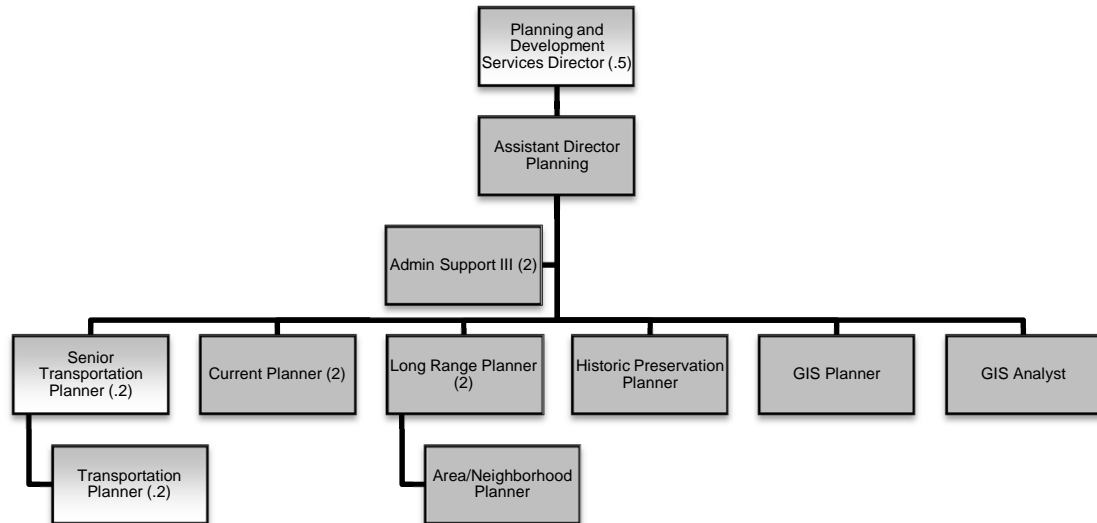 Planning and
Development
Services Director (.5)
Assistant Director
Planning
Admin Support III (2)
Senior
Transportation
Planner (.2)
Current Planner (2)
Long Range Planner
(2)
Historic Preservation
Planner
GIS Planner
GIS Analyst
Transportation
Planner (.2)
Area/Neighborhood
Planner